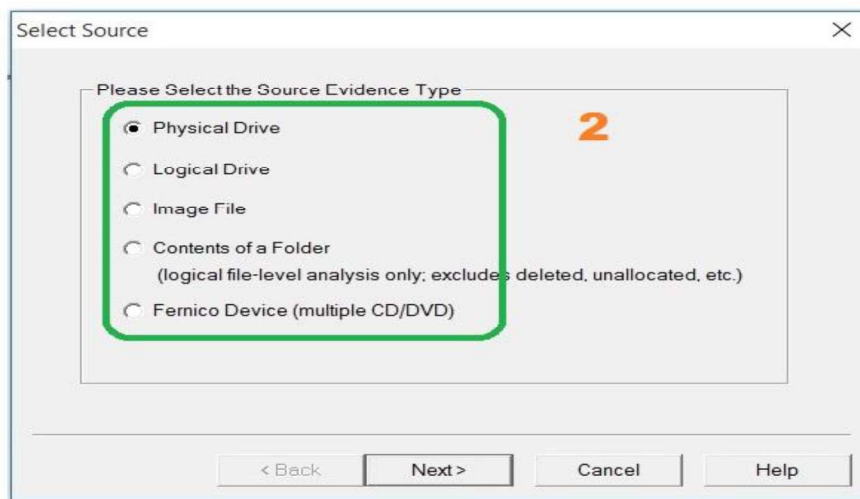 Select Source
Please Select the Source Evidence Type
2
Physical Drive
Logical Drive
Image File
Contents of a Folder
(logical file-level analysis only; excludes deleted, unallocated, etc.)
Fernico Device (multiple CD/DVD)
< Back Next > Cancel Help